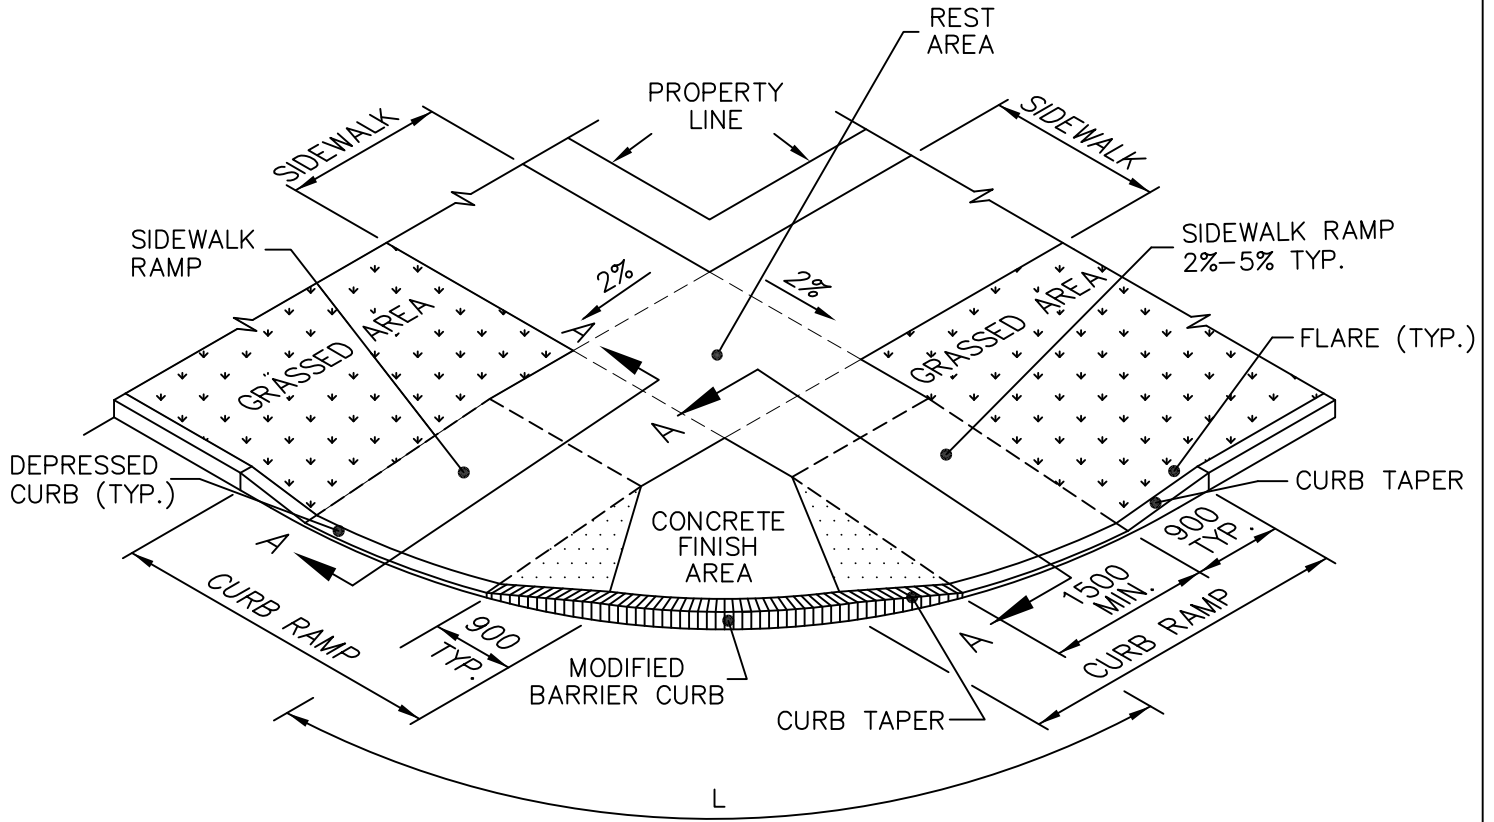 REST
AREA
PROPERTY
LINE
SIDEWALK
SIDEWALK
SIDEWALK
RAMP
SIDEWALK RAMP
2%-5% TYP.
2%
2%
GRASSED AREA
GRASSED AREA
A
A
FLARE (TYP.)
DEPRESSED
CURB (TYP.)
CURB TAPER
CONCRETE
FINISH
AREA
900
TYP.
A
1500
MIN.
CURB RAMP
CURB RAMP
900
TYP.
A
MODIFIED
BARRIER CURB
CURB TAPER
L